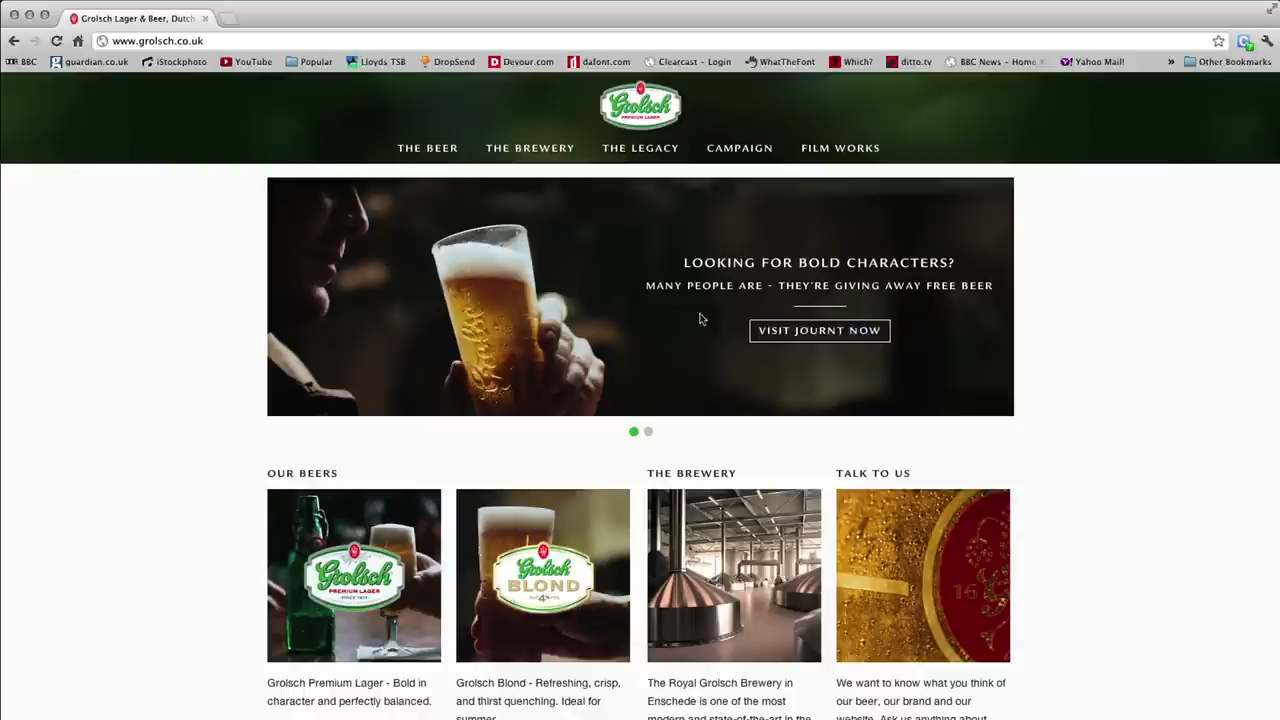 Grolsch Lager & Beer, Dutch
www.grolsch.co.uk
BBC
guardian.co.uk
iStockphoto
YouTube
Popular
Lloyds TSB
DropSend
Devour.com
dafont.com
Clearcast - Login
WhatTheFont
Which?
ditto.tv
BBC News - Home
Yahoo Mail!
»
Other Bookmarks
Grolsch
PREMIUM LAGER
THE BEER
THE BREWERY
THE LEGACY
CAMPAIGN
FILM WORKS
LOOKING FOR BOLD CHARACTERS?
MANY PEOPLE ARE - THEY'RE GIVING AWAY FREE BEER
VISIT JOURNT NOW
OUR BEERS
THE BREWERY
TALK TO US
Grolsch
PREMIUM LAGER
Grolsch
BLOND
4%
Grolsch Premium Lager - Bold in
character and perfectly balanced.
Grolsch Blond - Refreshing, crisp,
and thirst quenching. Ideal for
summer.
The Royal Grolsch Brewery in
Enschede is one of the most
modern and state-of-the-art in the
We want to know what you think of
our beer, our brand and our
website. Ask us anything about